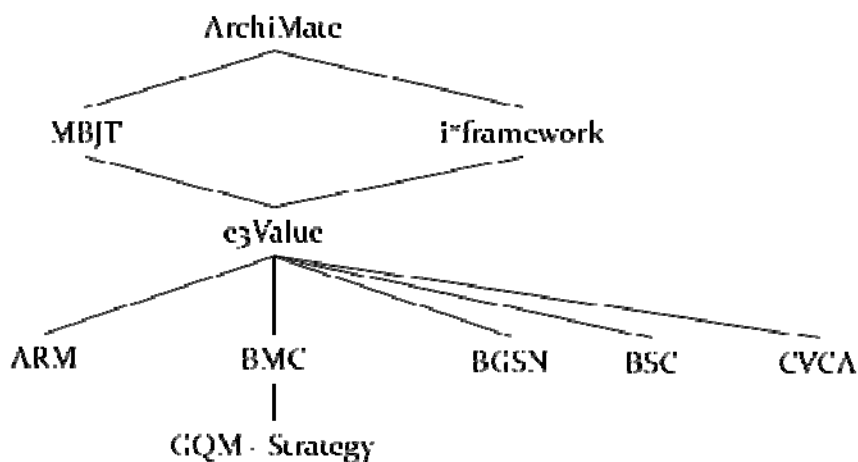 ArchiMate
MBJT i*framework
e3Value
ARM BMC BGSN BSC CVCA
GQM - Strategy